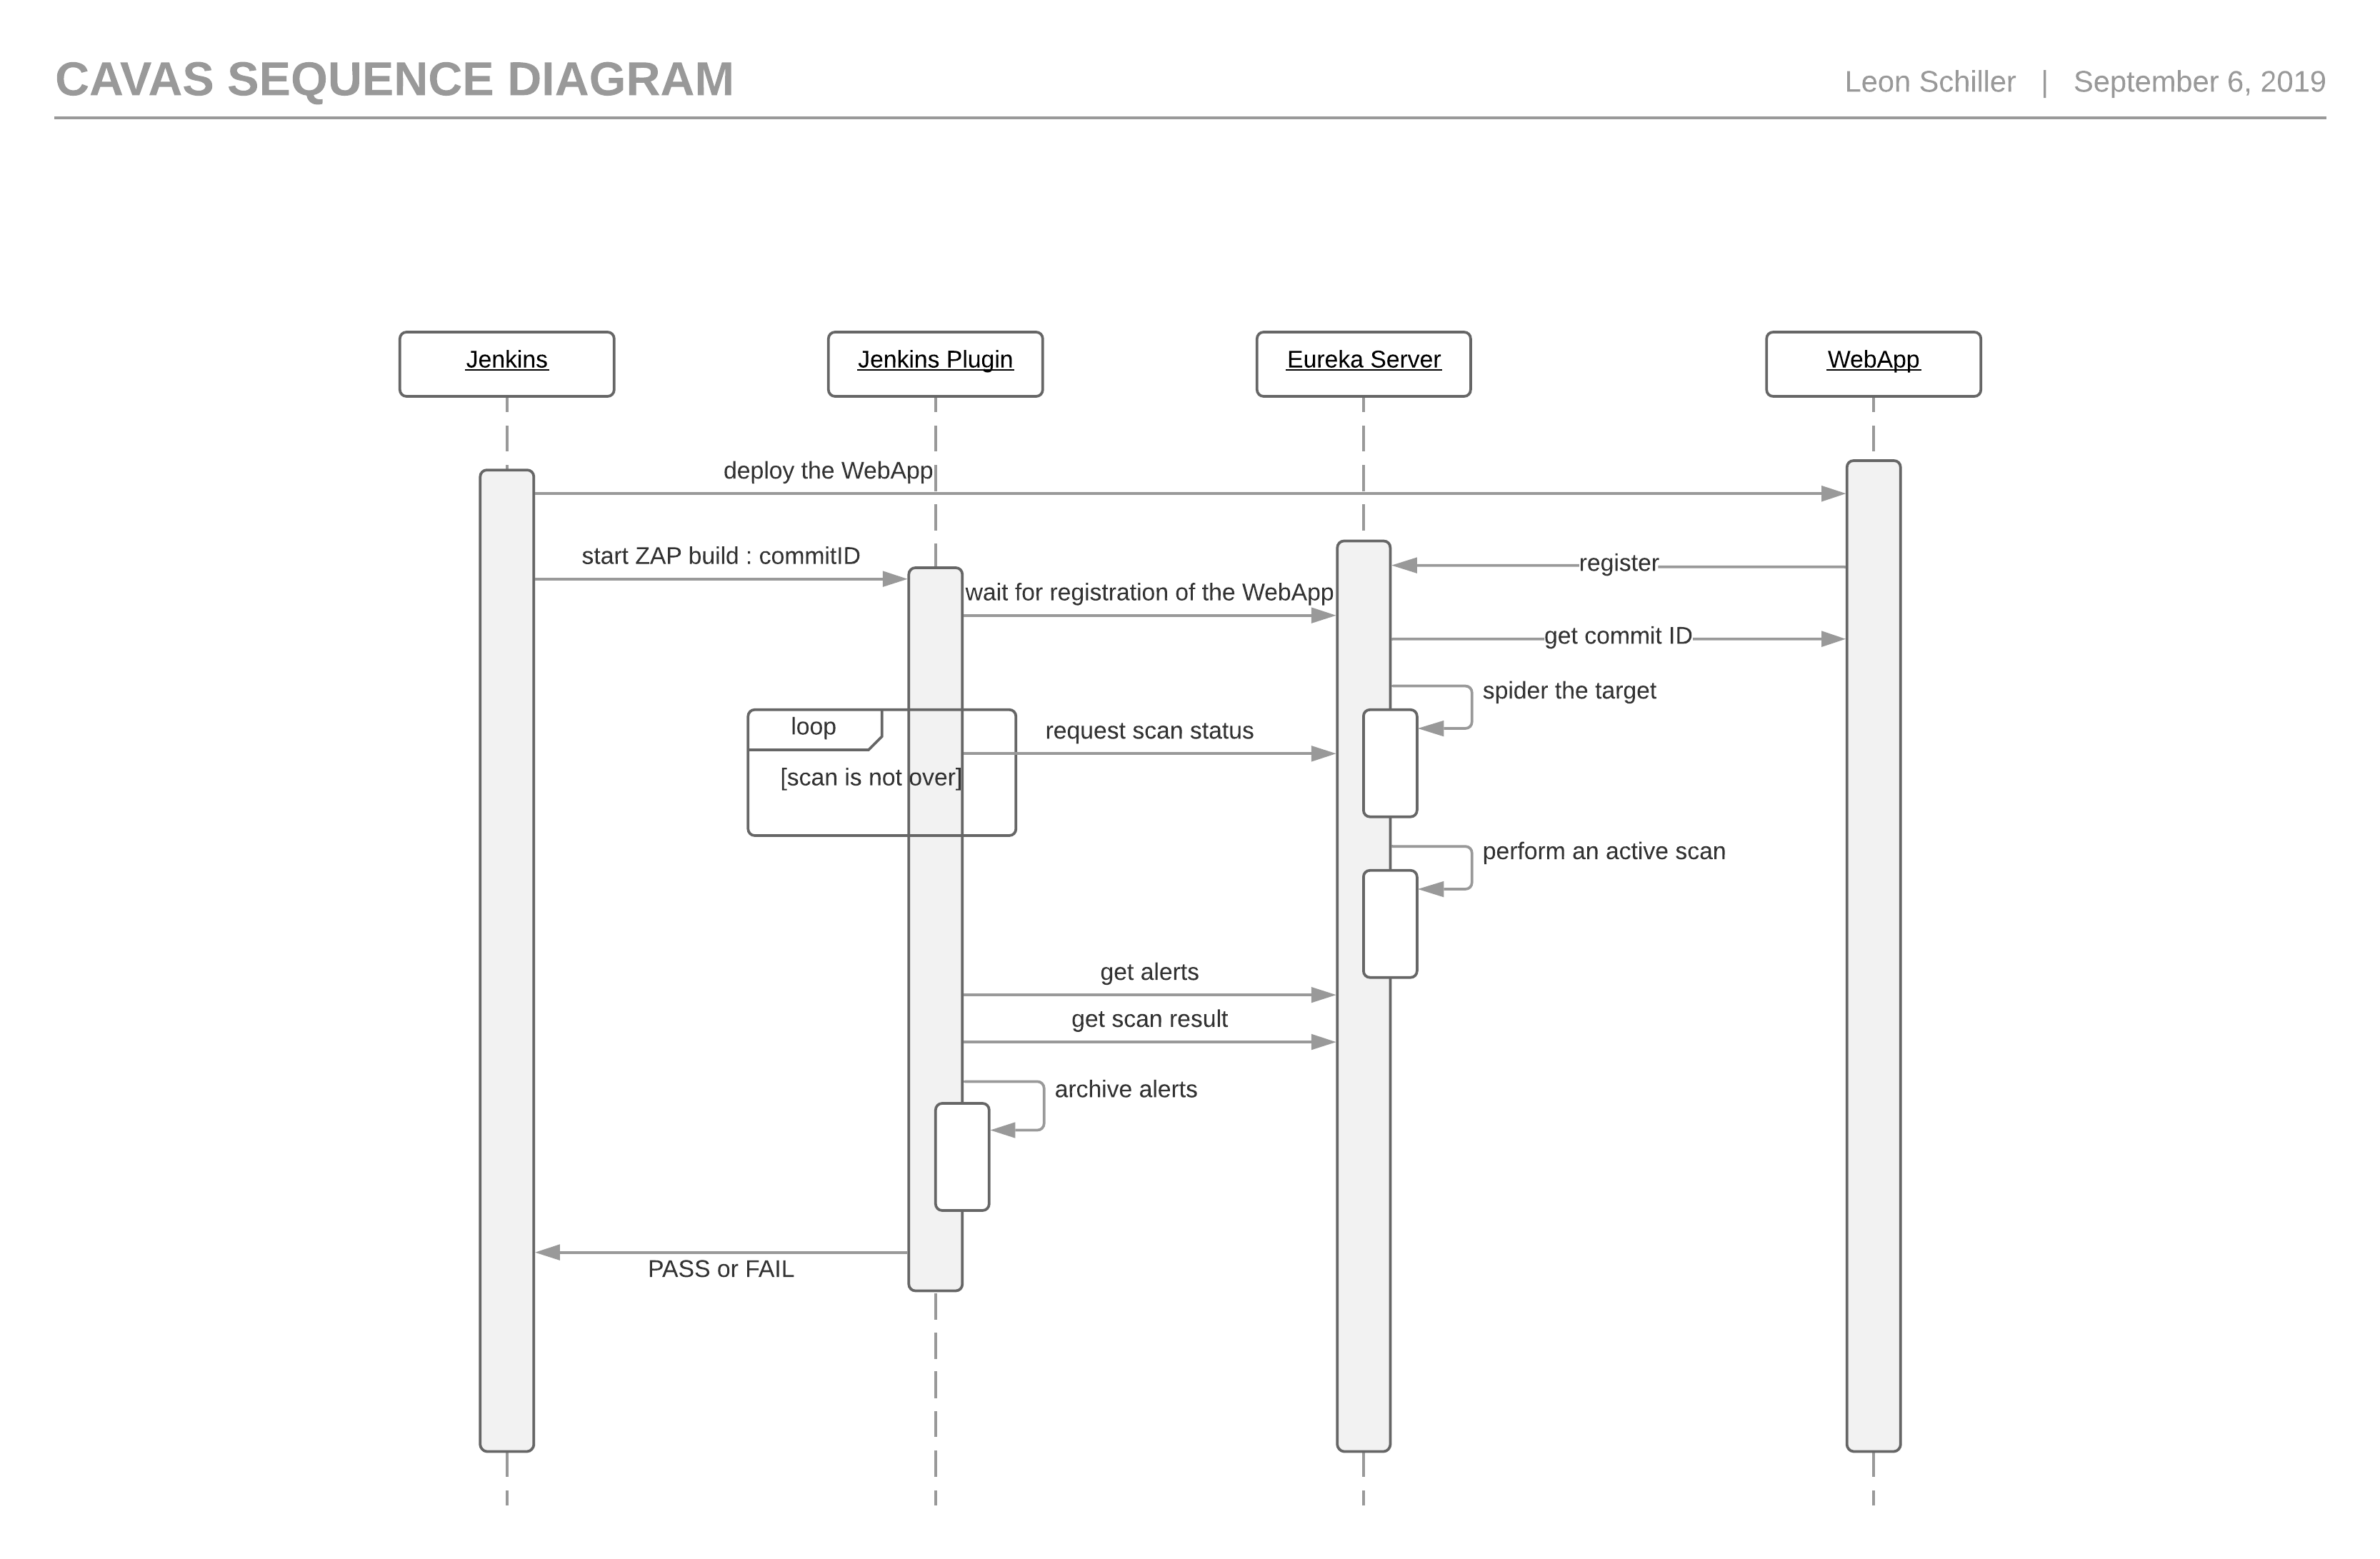 CAVAS SEQUENCE DIAGRAM
Leon Schiller | September 6, 2019
Jenkins
Jenkins Plugin
Eureka Server
WebApp
deploy the WebApp
start ZAP build : commitID
register
wait for registration of the WebApp
get commit ID
spider the target
loop
request scan status
[scan is not over]
perform an active scan
get alerts
get scan result
archive alerts
PASS or FAIL